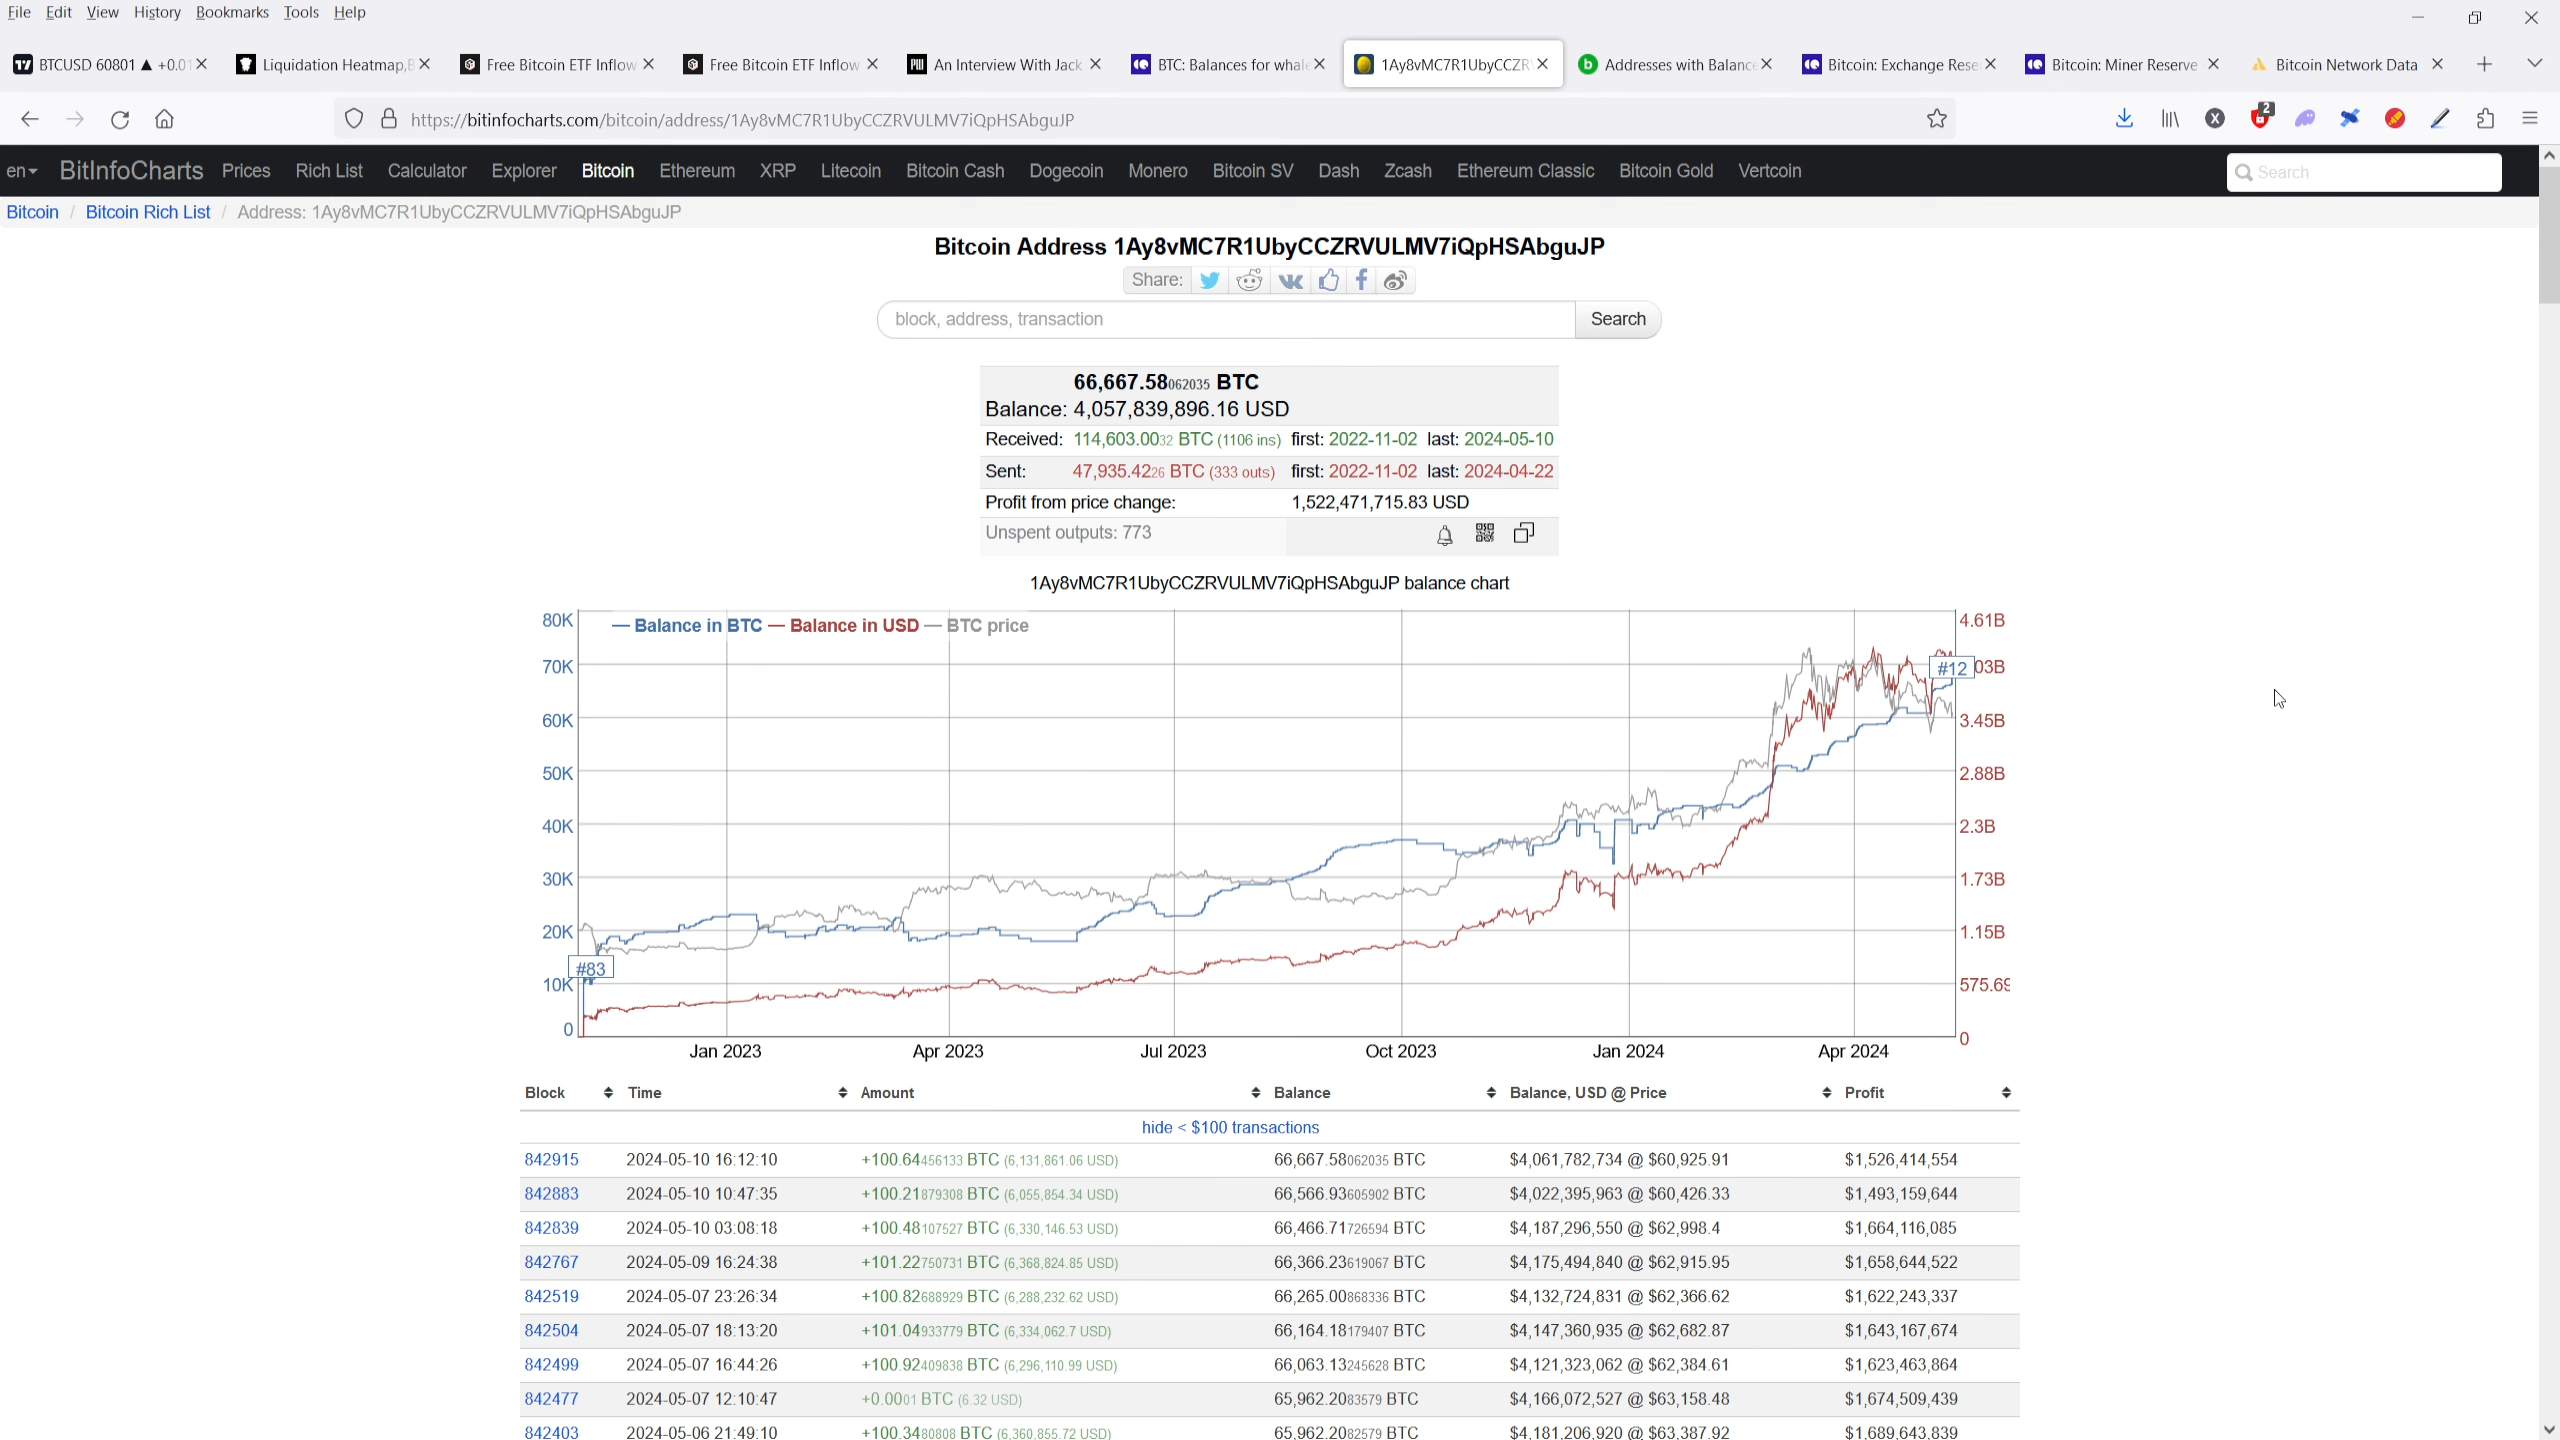 File Edit View History Bookmarks Tools Help
BTCUSD 60801 ▲ +0.01
Liquidation Heatmap,B
Free Bitcoin ETF Inflow
Free Bitcoin ETF Inflow
An Interview With Jack
BTC: Balances for whale
1Ay8vMC7R1UbyCCZR
Addresses with Balance
Bitcoin: Exchange Rese
Bitcoin: Miner Reserve
Bitcoin Network Data
https://bitinfocharts.com/bitcoin/address/1Ay8vMC7R1UbyCCZRVULMV7iQpHSAbguJP
2
en BitInfoCharts Prices Rich List Calculator Explorer Bitcoin Ethereum XRP Litecoin Bitcoin Cash Dogecoin Monero Bitcoin SV Dash Zcash Ethereum Classic Bitcoin Gold Vertcoin Search
Bitcoin / Bitcoin Rich List / Address: 1Ay8vMC7R1UbyCCZRVULMV7iQpHSAbguJP
Bitcoin Address 1Ay8vMC7R1UbyCCZRVULMV7iQpHSAbguJP
Share:
block, address, transaction Search
66,667.58062035 BTC
Balance: 4,057,839,896.16 USD
Received: 114,603.0032 BTC (1106 ins) first: 2022-11-02 last: 2024-05-10
Sent: 47,935.4226 BTC (333 outs) first: 2022-11-02 last: 2024-04-22
Profit from price change: 1,522,471,715.83 USD
Unspent outputs: 773
1Ay8vMC7R1UbyCCZRVULMV7iQpHSAbguJP balance chart
Balance in BTC Balance in USD BTC price
80K 4.61B
70K #12 03B
60K 3.45B
50K 2.88B
40K 2.3B
30K 1.73B
20K 1.15B
#83
10K 575.69
0 0
Jan 2023 Apr 2023 Jul 2023 Oct 2023 Jan 2024 Apr 2024
Block Time Amount Balance Balance, USD @ Price Profit
hide < $100 transactions
842915 2024-05-10 16:12:10 +100.64456133 BTC (6,131,861.06 USD) 66,667.58062035 BTC $4,061,782,734 @ $60,925.91 $1,526,414,554
842883 2024-05-10 10:47:35 +100.21879308 BTC (6,055,854.34 USD) 66,566.93605902 BTC $4,022,395,963 @ $60,426.33 $1,493,159,644
842839 2024-05-10 03:08:18 +100.48107527 BTC (6,330,146.53 USD) 66,466.71726594 BTC $4,187,296,550 @ $62,998.4 $1,664,116,085
842767 2024-05-09 16:24:38 +101.22750731 BTC (6,368,824.85 USD) 66,366.23619067 BTC $4,175,494,840 @ $62,915.95 $1,658,644,522
842519 2024-05-07 23:26:34 +100.82688929 BTC (6,288,232.62 USD) 66,265.00868336 BTC $4,132,724,831 @ $62,366.62 $1,622,243,337
842504 2024-05-07 18:13:20 +101.04933779 BTC (6,334,062.7 USD) 66,164.18179407 BTC $4,147,360,935 @ $62,682.87 $1,643,167,674
842499 2024-05-07 16:44:26 +100.92409838 BTC (6,296,110.99 USD) 66,063.13245628 BTC $4,121,323,062 @ $62,384.61 $1,623,463,864
842477 2024-05-07 12:10:47 +0.0001 BTC (6.32 USD) 65,962.2083579 BTC $4,166,072,527 @ $63,158.48 $1,674,509,439
842403 2024-05-06 21:49:10 +100.3480808 BTC (6,360,855.72 USD) 65,962.2082579 BTC $4,181,206,920 @ $63,387.92 $1,689,643,839